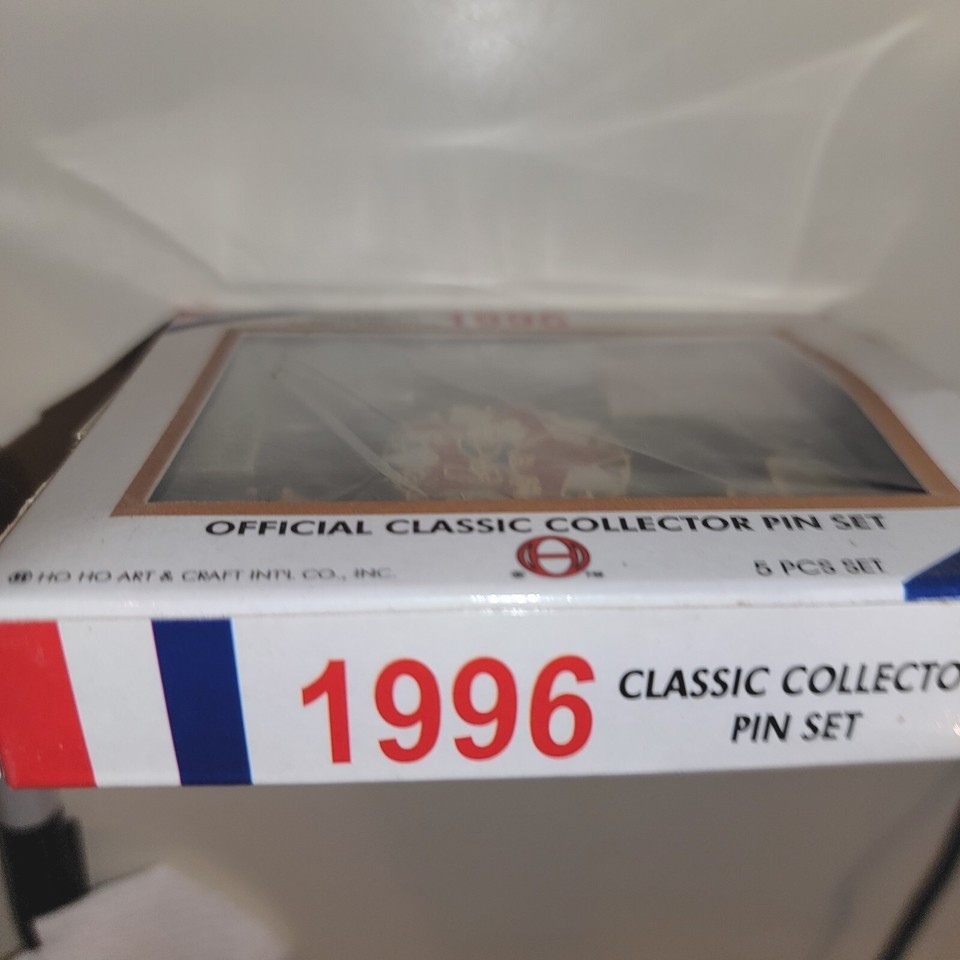 1996
OFFICIAL CLASSIC COLLECTOR PIN SET
HO HO ART & CRAFT INT'L CO., INC.
5 PCS SET
1996
CLASSIC COLLECTO
PIN SET